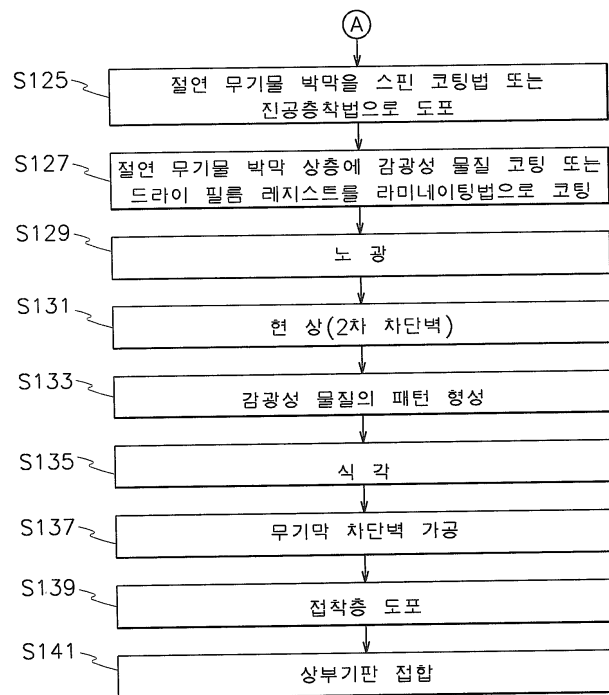 A
S125
절연 무기물 박막을 스핀 코팅법 또는
진공층착법으로 도포
S127
절연 무기물 박막 상층에 감광성 물질 코팅 또는
드라이 필름 레지스트를 라미네이팅법으로 코팅
S129
노 광
S131
현 상(2차 차단벽)
S133
감광성 물질의 패턴 형성
S135
식 각
S137
무기막 차단벽 가공
S139
접착층 도포
S141
상부기판 접합